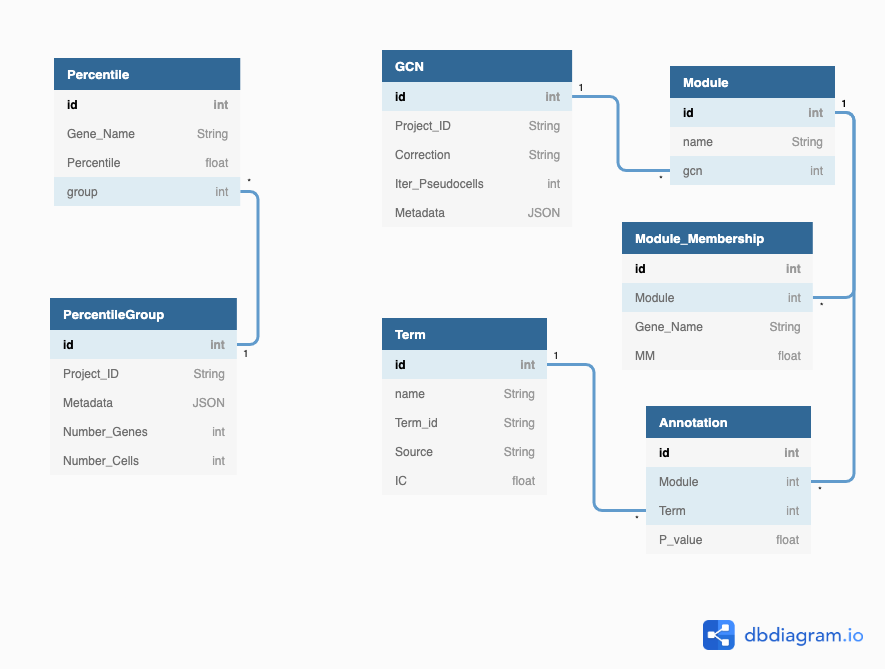 Percentile
id int
Gene_Name String
Percentile float
group int
*
1
PercentileGroup
id int
Project_ID String
Metadata JSON
Number_Genes int
Number_Cells int
GCN
id int
Project_ID String
Correction String
Iter_Pseudocells int
Metadata JSON
1
*
Module
id int
name String
gcn int
1
*
*
Module_Membership
id int
Module int
Gene_Name String
MM float
Term
id int
name String
Term_id String
Source String
IC float
1
*
Annotation
id int
Module int
Term int
P_value float
dbdiagram.io